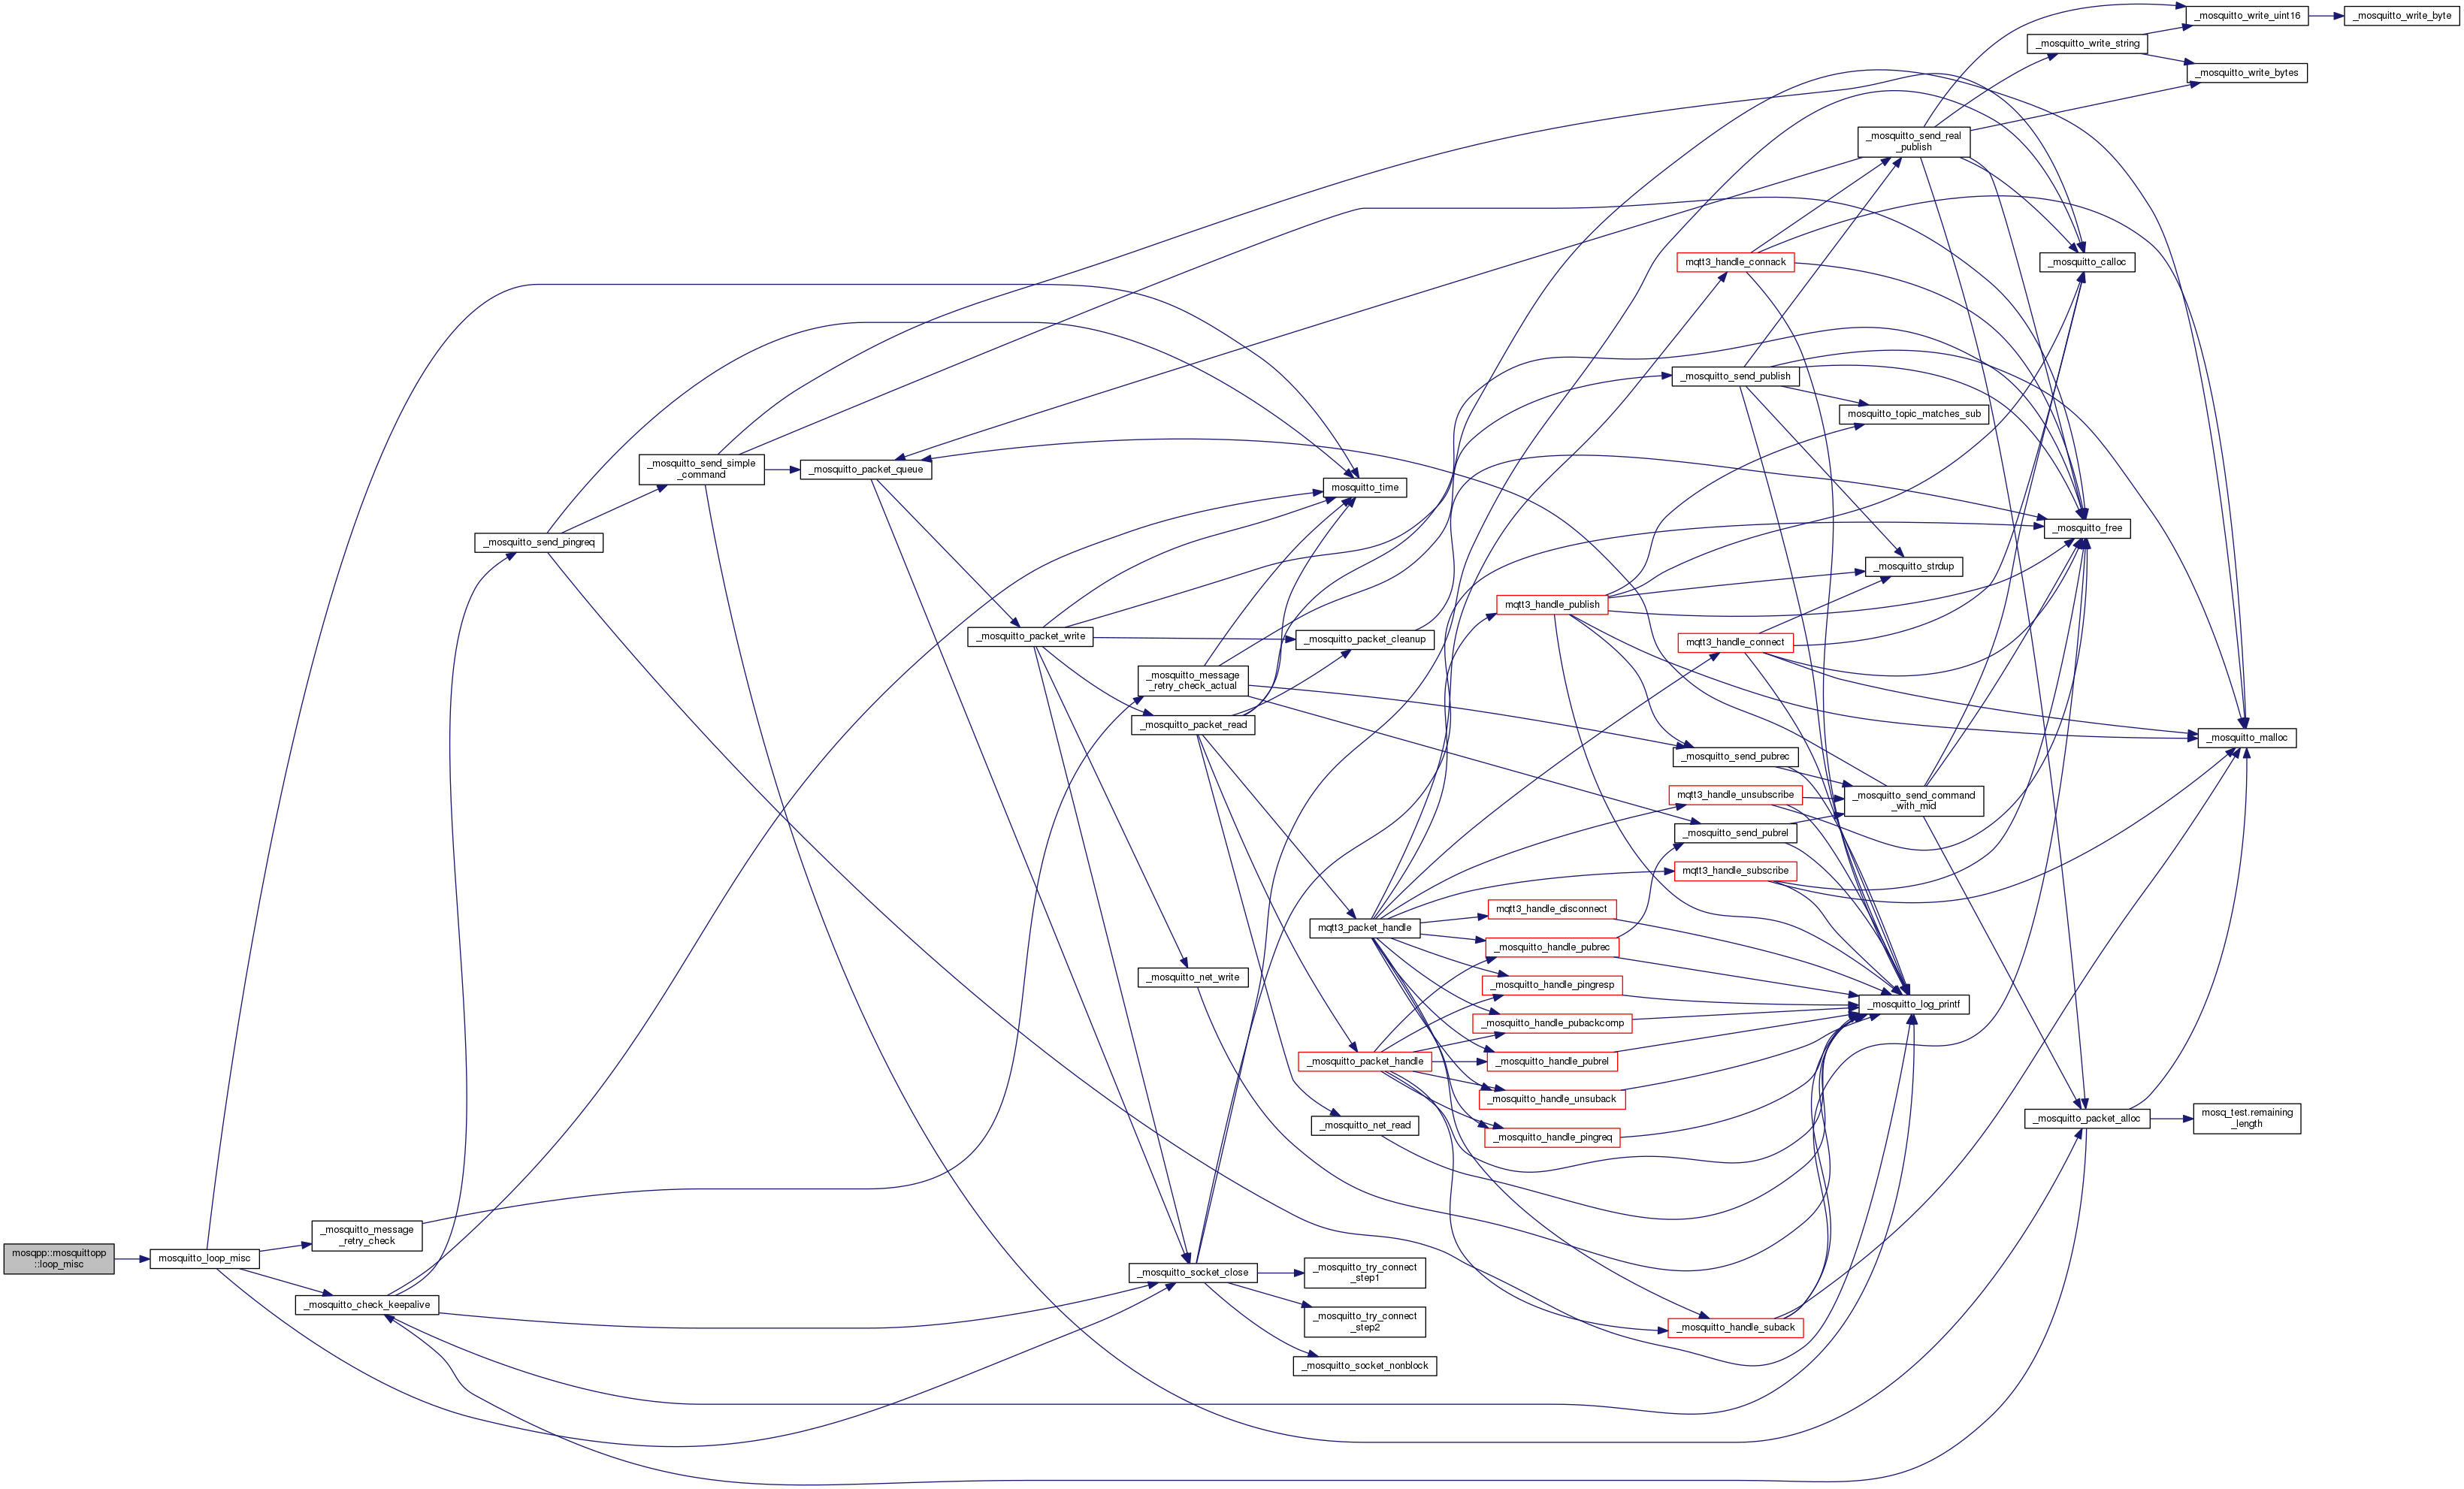 mosqpp::mosquittopp
::loop_misc
mosquitto_loop_misc
_mosquitto_message
_retry_check
_mosquitto_check_keepalive
_mosquitto_send_pingreq
_mosquitto_send_simple
_command
_mosquitto_packet_queue
_mosquitto_packet_write
_mosquitto_message
_retry_check_actual
_mosquitto_packet_read
_mosquitto_net_write
_mosquitto_socket_close
mosquitto_time
_mosquitto_packet_cleanup
mqtt3_packet_handle
_mosquitto_packet_handle
_mosquitto_net_read
_mosquitto_try_connect
_step1
_mosquitto_try_connect
_step2
_mosquitto_socket_nonblock
mqtt3_handle_publish
mqtt3_handle_disconnect
_mosquitto_handle_pubrec
_mosquitto_handle_pingresp
_mosquitto_handle_pubackcomp
_mosquitto_handle_pubrel
_mosquitto_handle_unsuback
_mosquitto_handle_pingreq
mqtt3_handle_connack
_mosquitto_send_publish
mqtt3_handle_connect
_mosquitto_send_pubrec
mqtt3_handle_unsubscribe
_mosquitto_send_pubrel
mqtt3_handle_subscribe
_mosquitto_handle_suback
_mosquitto_send_real
_publish
mosquitto_topic_matches_sub
_mosquitto_strdup
_mosquitto_send_command
_with_mid
_mosquitto_log_printf
_mosquitto_write_string
_mosquitto_calloc
_mosquitto_free
_mosquitto_packet_alloc
_mosquitto_write_uint16
_mosquitto_write_bytes
_mosquitto_malloc
mosq_test.remaining
_length
_mosquitto_write_byte